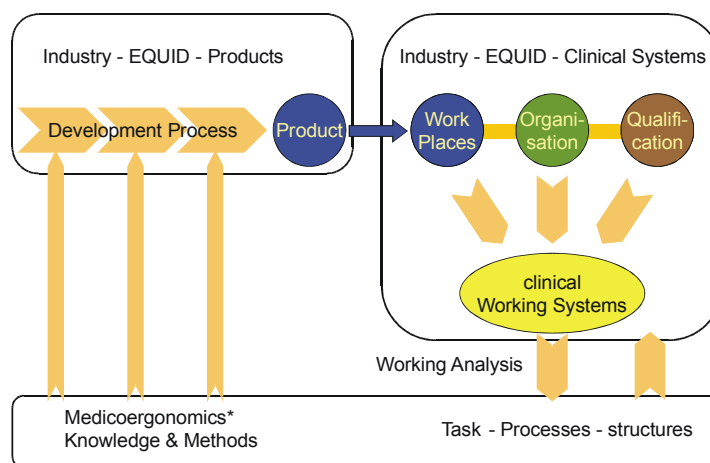 Industry - EQUID - Products
Development Process
Product
Industry - EQUID - Clinical Systems
Work
Places
Organi-
sation
Qualifi-
cation
clinical
Working Systems
Working Analysis
Medicoergonomics*
Knowledge & Methods
Task - Processes - structures